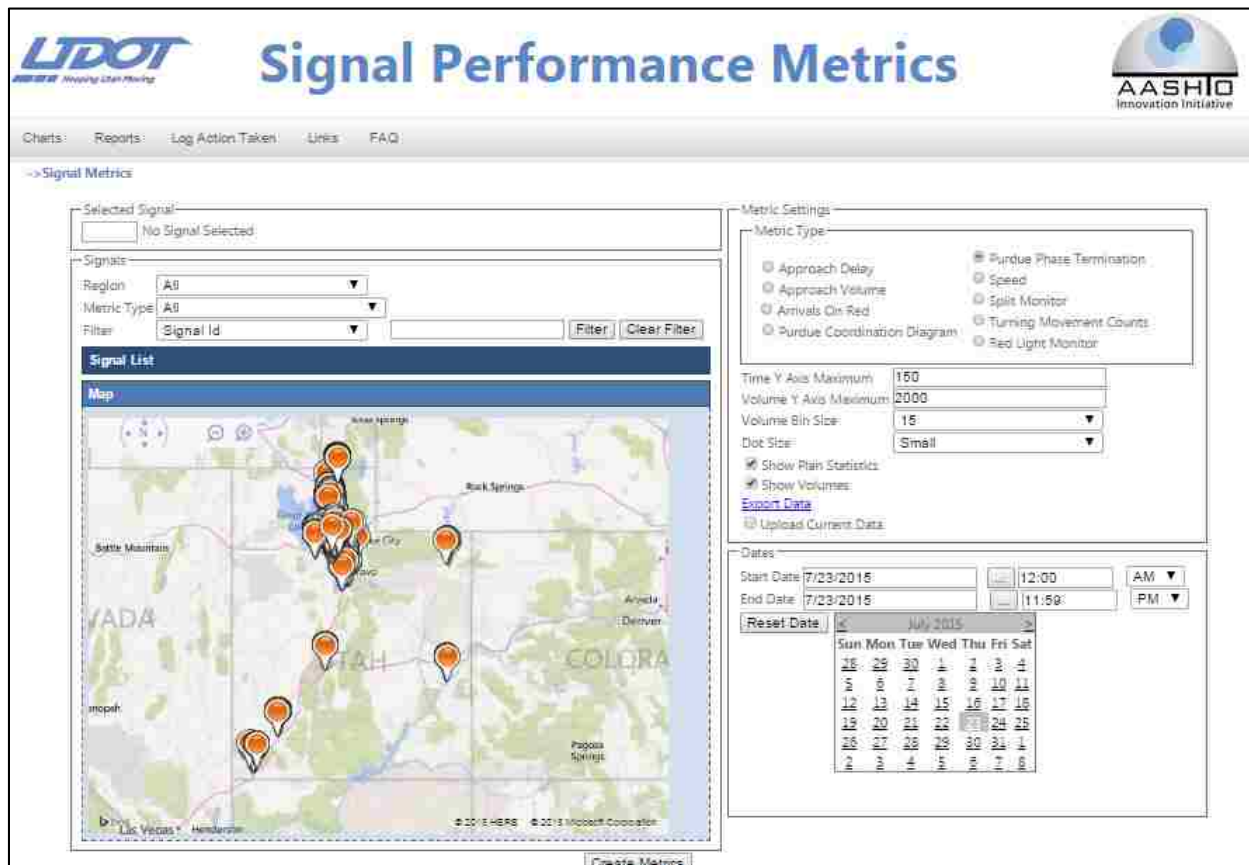 UDOT
Keeping Utah Moving
Signal Performance Metrics
AASHTO
Innovation Initiative
Charts Reports Log Action Taken Links FAQ
->Signal Metrics
Selected Signal
No Signal Selected
Signals
Region All
Metric Type All
Filter Signal Id Filter Clear Filter
Signal List
Map
N
Rock Springs
Battle Mountain
City
Arvada
Denver
UTAH
Pagosa
Springs
Las Vegas Henderson
© 2015 HERE © 2015 Microsoft Corporation
Create Metrics
Metric Settings
Metric Type
Approach Delay
Approach Volume
Arrivals On Red
Purdue Coordination Diagram
Purdue Phase Termination
Speed
Split Monitor
Turning Movement Counts
Red Light Monitor
Time Y Axis Maximum 150
Volume Y Axis Maximum 2000
Volume Bin Size 15
Dot Size Small
Show Plan Statistics
Show Volumes
Export Data
Upload Current Data
Dates
Start Date 7/23/2015 ... 12:00 AM
End Date 7/23/2015 ... 11:59 PM
Reset Date
< July 2015 >
Sun Mon Tue Wed Thu Fri Sat
28 29 30 1 2 3 4
5 6 7 8 9 10 11
12 13 14 15 16 17 18
19 20 21 22 23 24 25
26 27 28 29 30 31 1
2 3 4 5 6 7 8